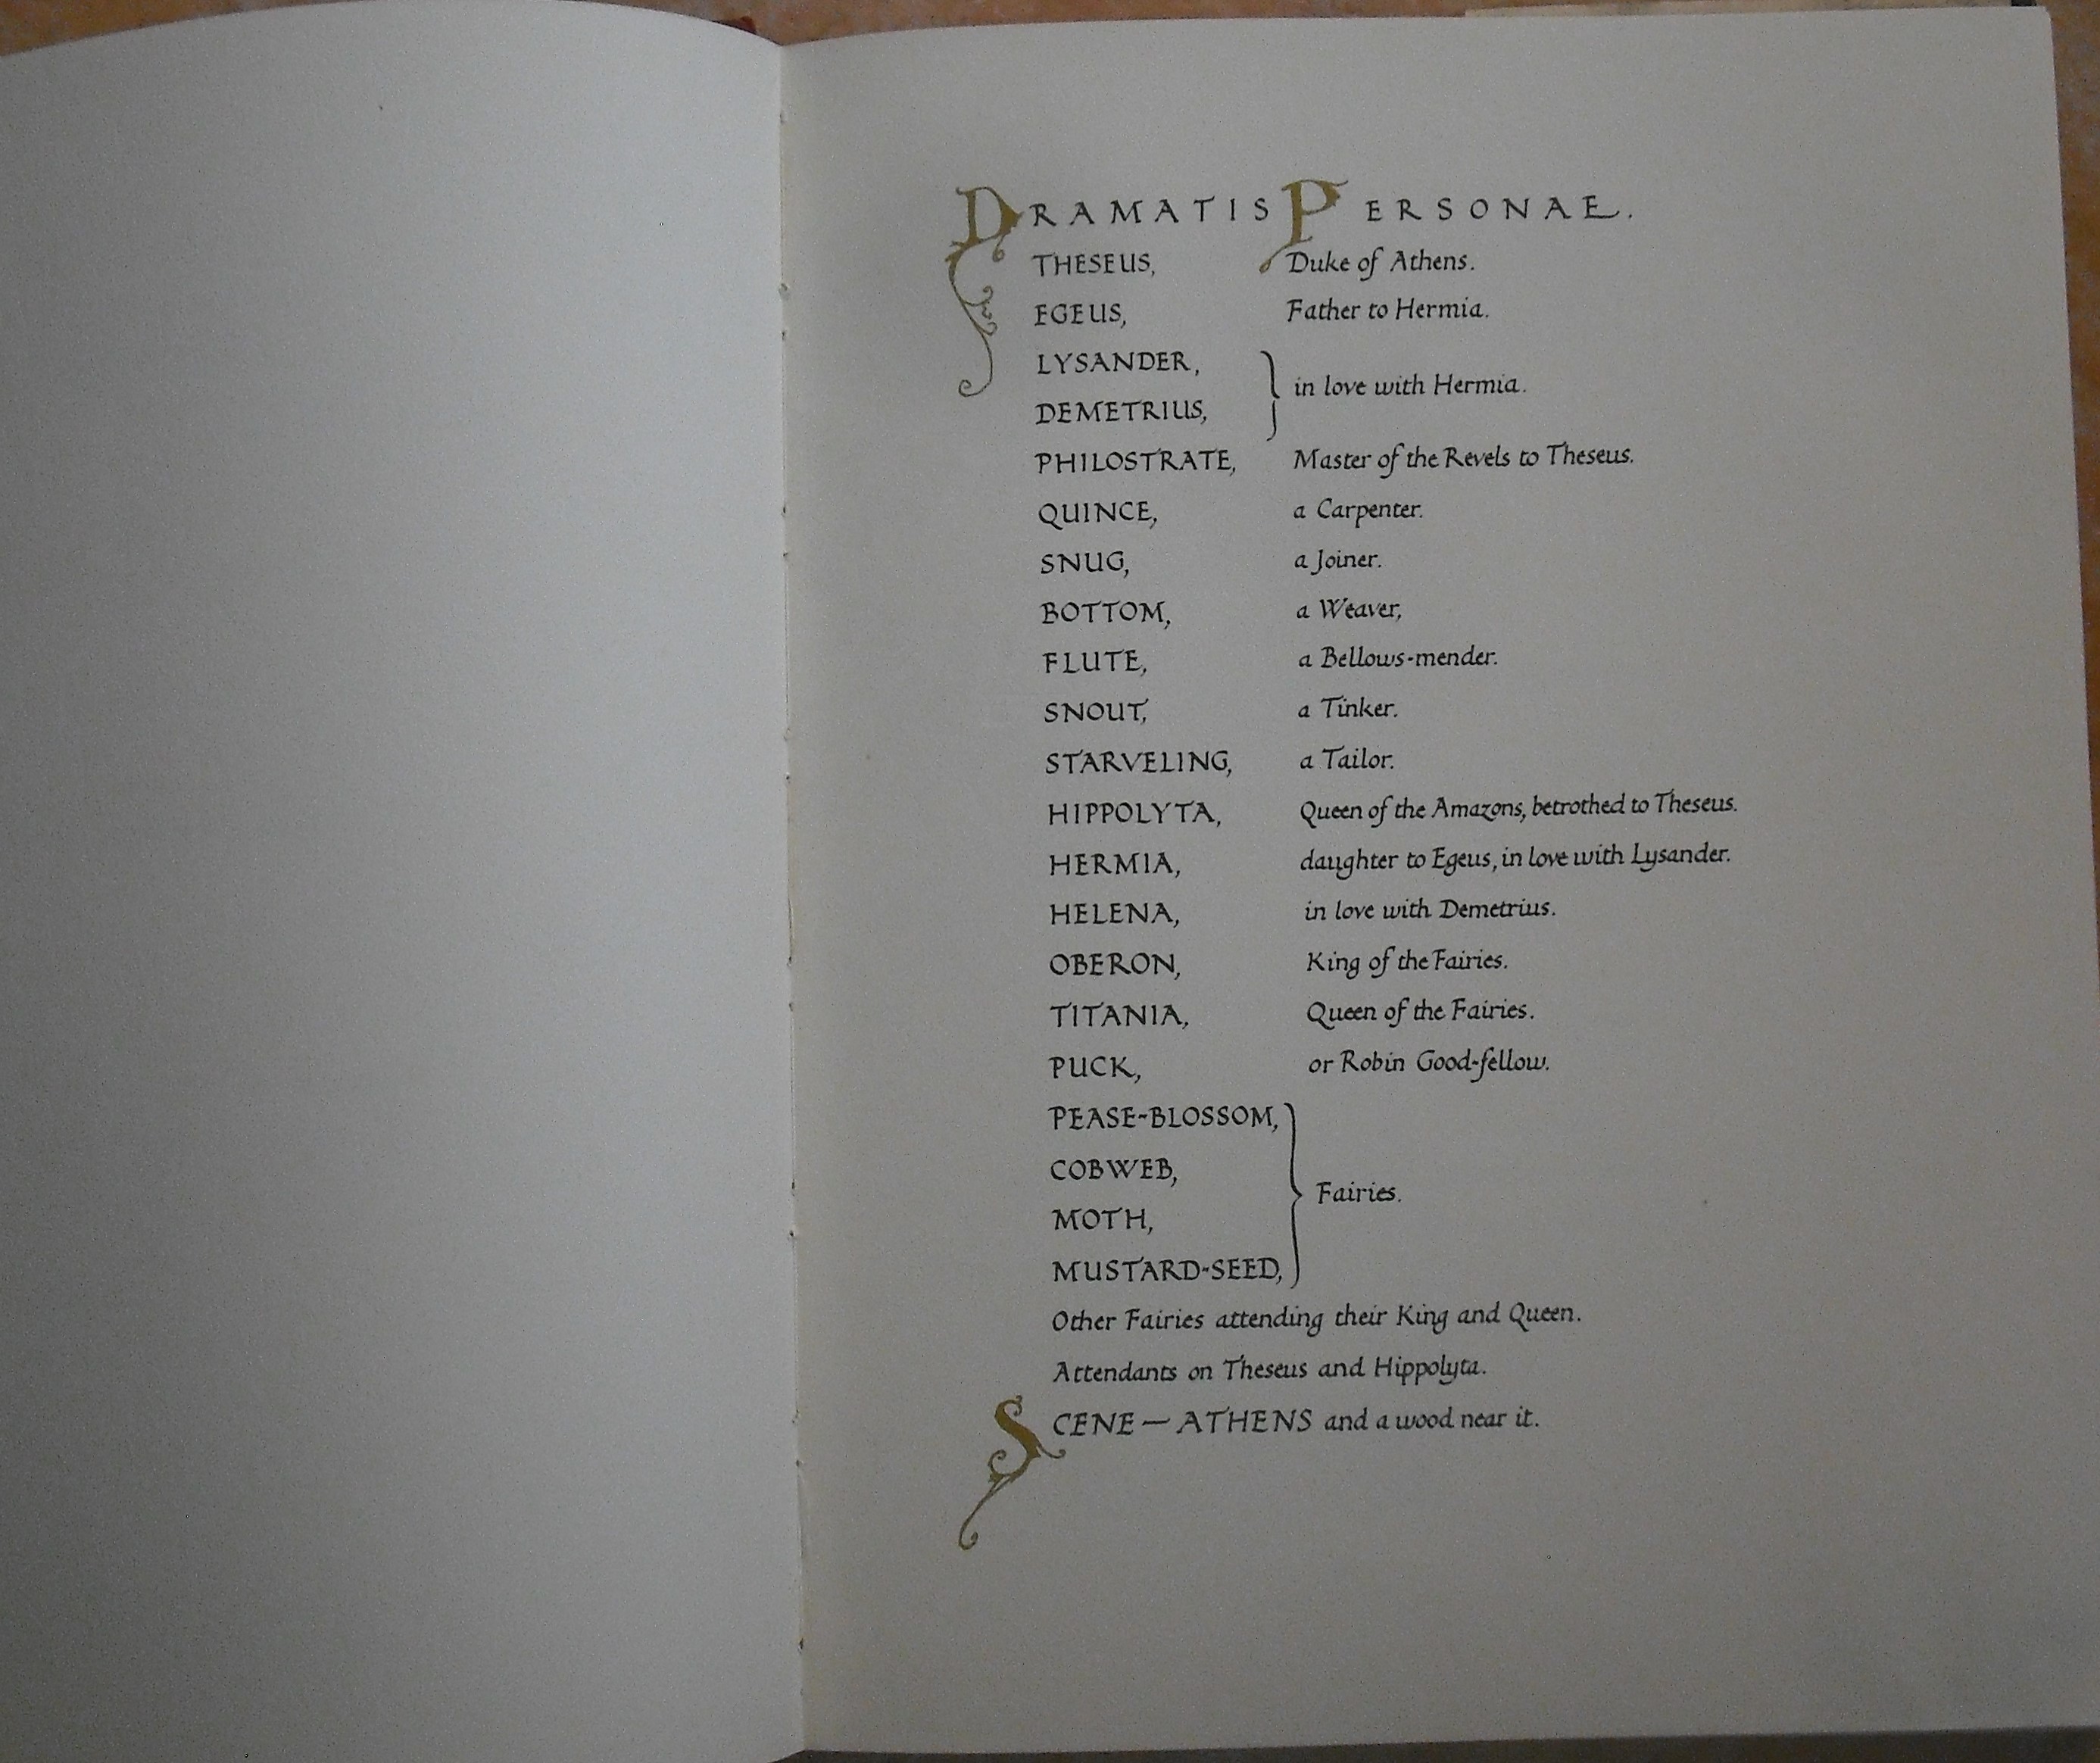 DRAMATIS PERSONAE.
THESEUS, Duke of Athens.
EGEUS, Father to Hermia.
LYSANDER,
in love with Hermia.
DEMETRIUS,
PHILOSTRATE, Master of the Revels to Theseus.
QUINCE, a Carpenter.
SNUG, a Joiner.
BOTTOM, a Weaver,
FLUTE, a Bellows-mender.
SNOUT, a Tinker.
STARVELING, a Tailor.
HIPPOLYTA, Queen of the Amazons, betrothed to Theseus.
HERMIA, daughter to Egeus, in love with Lysander.
HELENA, in love with Demetrius.
OBERON, King of the Fairies.
TITANIA, Queen of the Fairies.
PUCK, or Robin Good-fellow.
PEASE-BLOSSOM,
COBWEB,
Fairies.
MOTH,
MUSTARD-SEED,
Other Fairies attending their King and Queen.
Attendants on Theseus and Hippolyta.
SCENE — ATHENS and a wood near it.